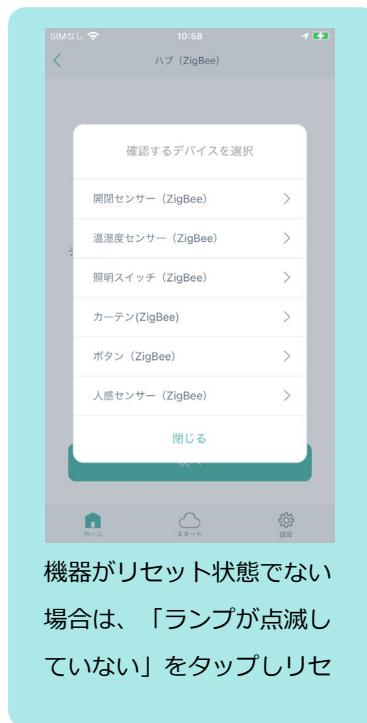 SIMなし 10:58
ハブ（ZigBee）
確認するデバイスを選択
開閉センサー（ZigBee）
温湿度センサー（ZigBee）
照明スイッチ（ZigBee）
カーテン(ZigBee)
ボタン（ZigBee）
人感センサー（ZigBee）
閉じる
ホーム スマート 設定
機器がリセット状態でない
場合は、「ランプが点滅し
ていない」をタップしリセ